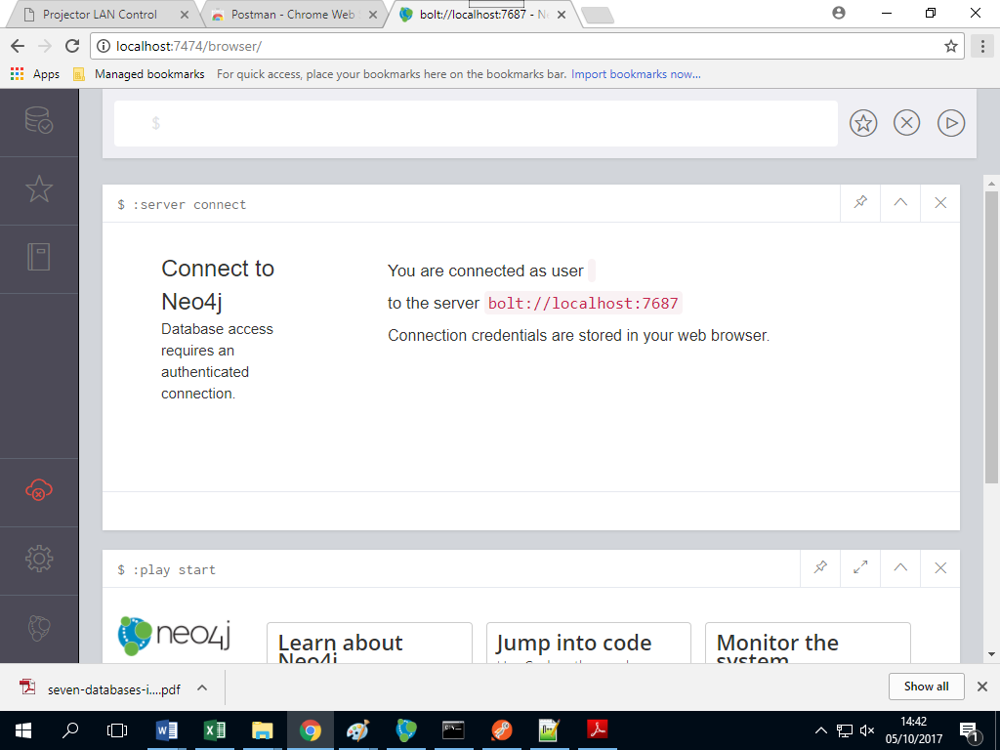 Projector LAN Control
Postman - Chrome Web
bolt://localhost:7687 - N
localhost:7474/browser/
Apps
Managed bookmarks
For quick access, place your bookmarks here on the bookmarks bar. Import bookmarks now...
$
$ :server connect
Connect to
Neo4j
Database access
requires an
authenticated
connection.
You are connected as user
to the server bolt://localhost:7687
Connection credentials are stored in your web browser.
$ :play start
neo4j
Learn about
Neo4j
Jump into code
Monitor the
system
seven-databases-i....pdf
Show all
14:42
05/10/2017
1